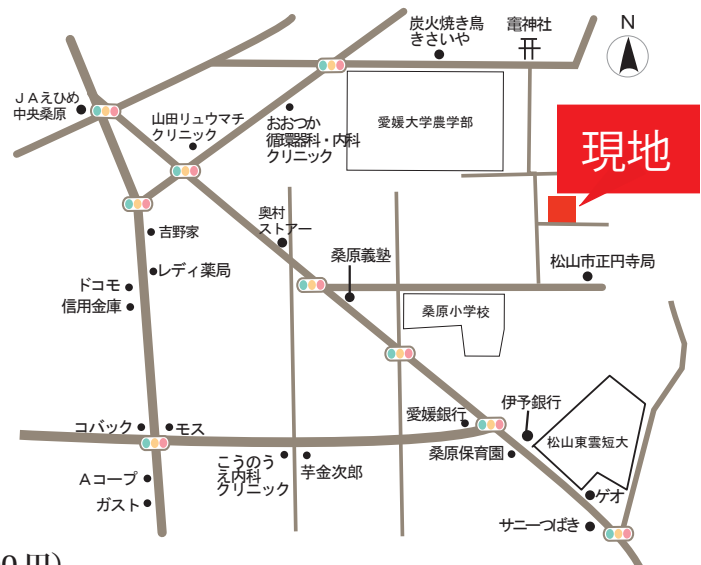 炭火焼き鳥
きさいや
竈神社
N
JAえひめ
中央桑原
山田リュウマチ
クリニック
おおつか
循環器科・内科
クリニック
愛媛大学農学部
現地
奥村
ストアー
吉野家
レディ薬局
ドコモ
信用金庫
桑原義塾
松山市正円寺局
桑原小学校
愛媛銀行
伊予銀行
コバック
モス
桑原保育園
松山東雲短大
こうのう
え内科
クリニック
芋金次郎
Aコープ
ガスト
ゲオ
サニーつばき
0円)